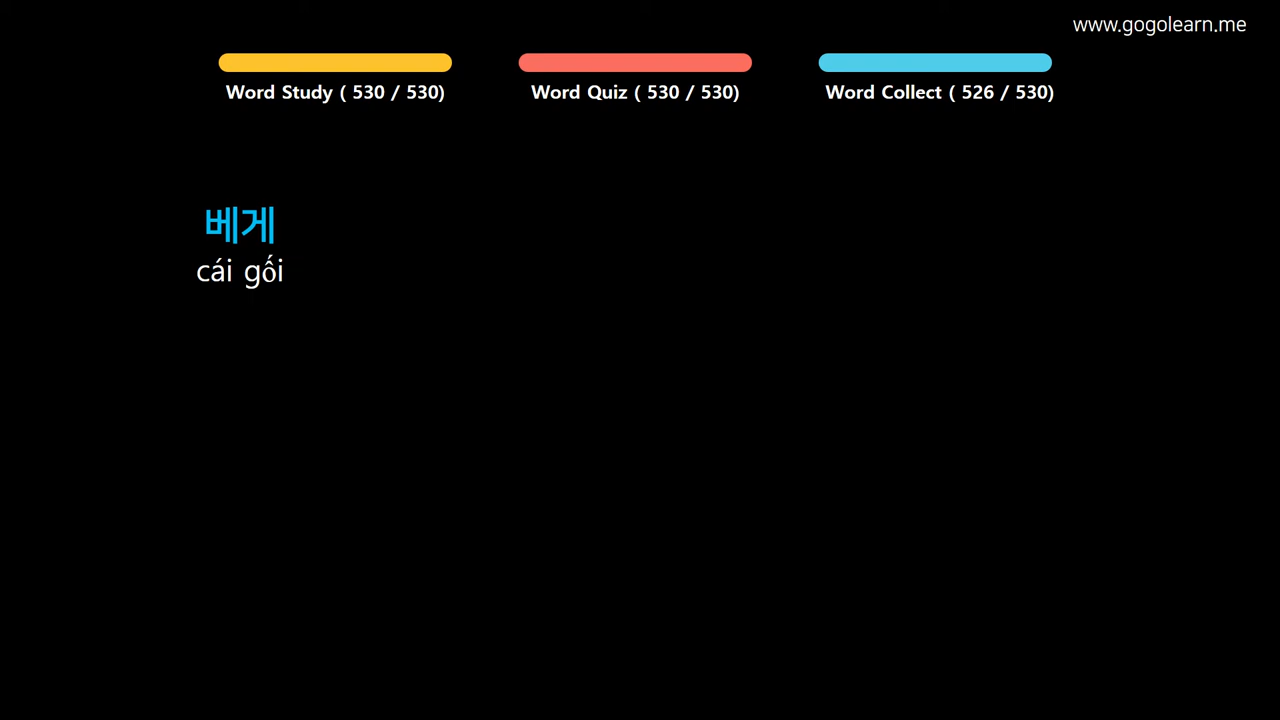 www.gogolearn.me
Word Study ( 530 / 530)
Word Quiz ( 530 / 530)
Word Collect ( 526 / 530)
베게
cái gối